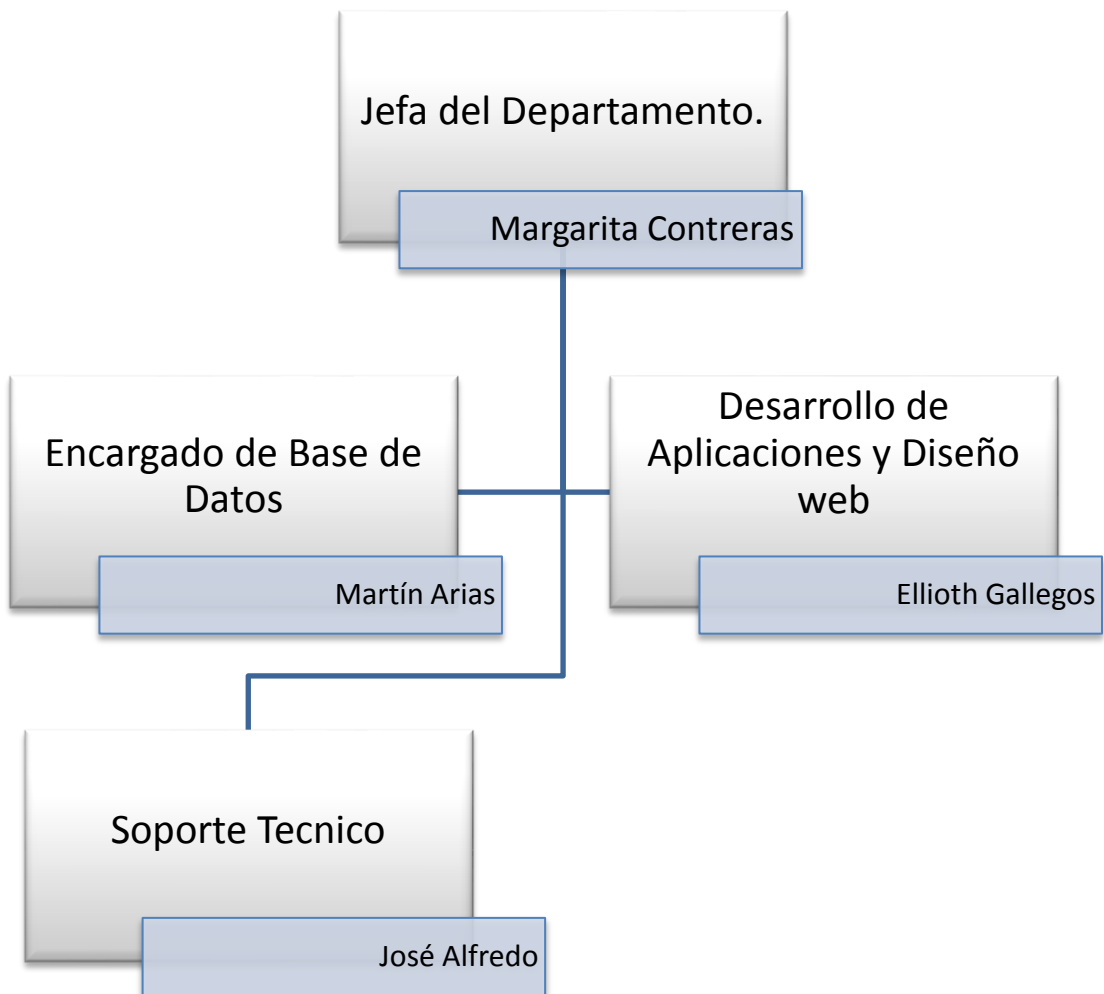 Jefa del Departamento.
Margarita Contreras
Encargado de Base de
Datos
Martín Arias
Desarrollo de
Aplicaciones y Diseño
web
Ellioth Gallegos
Soporte Tecnico
José Alfredo